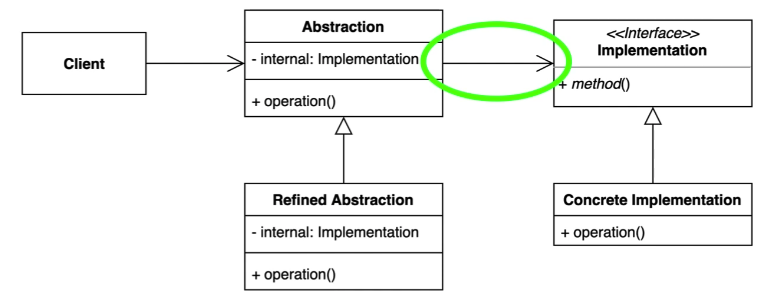 Client
Abstraction
- internal: Implementation
+ operation()
<<Interface>>
Implementation
+ method()
Refined Abstraction
- internal: Implementation
+ operation()
Concrete Implementation
+ operation()